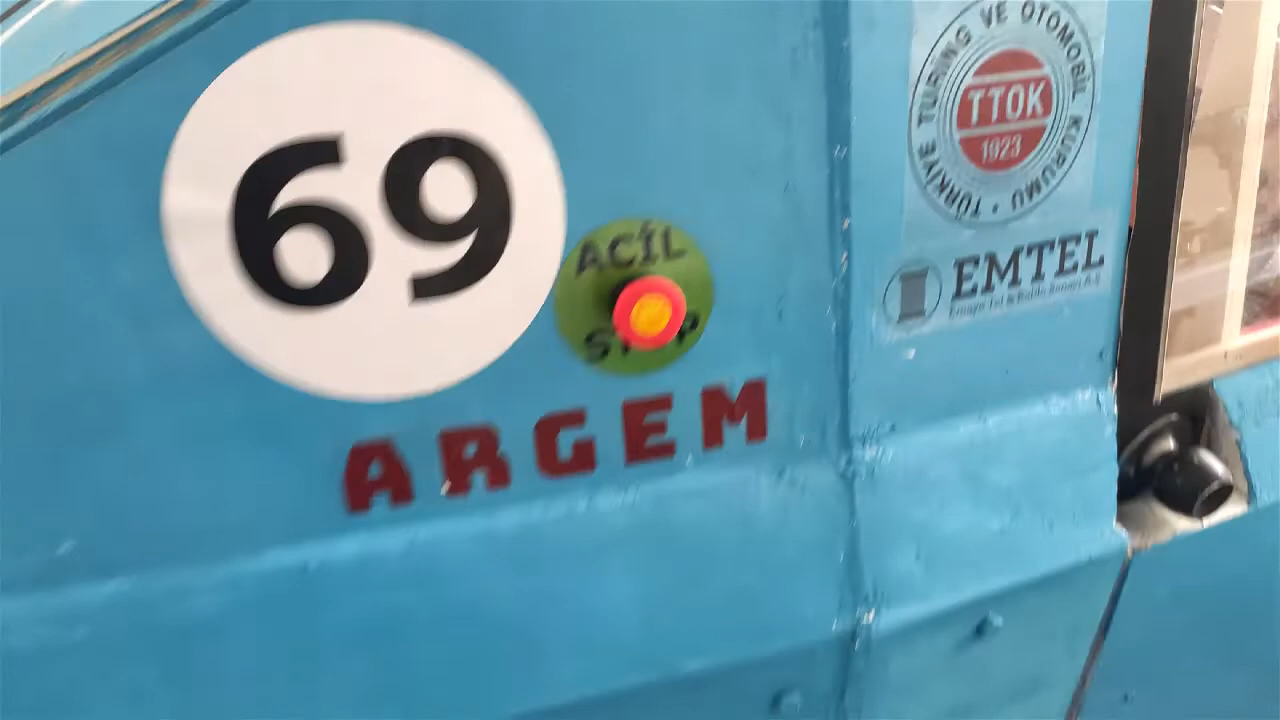 69
ACİL
STOP
ARGEM
TÜRKİYE TURİNG VE OTOMOBİL KURUMU
TTOK
1923
EMTEL